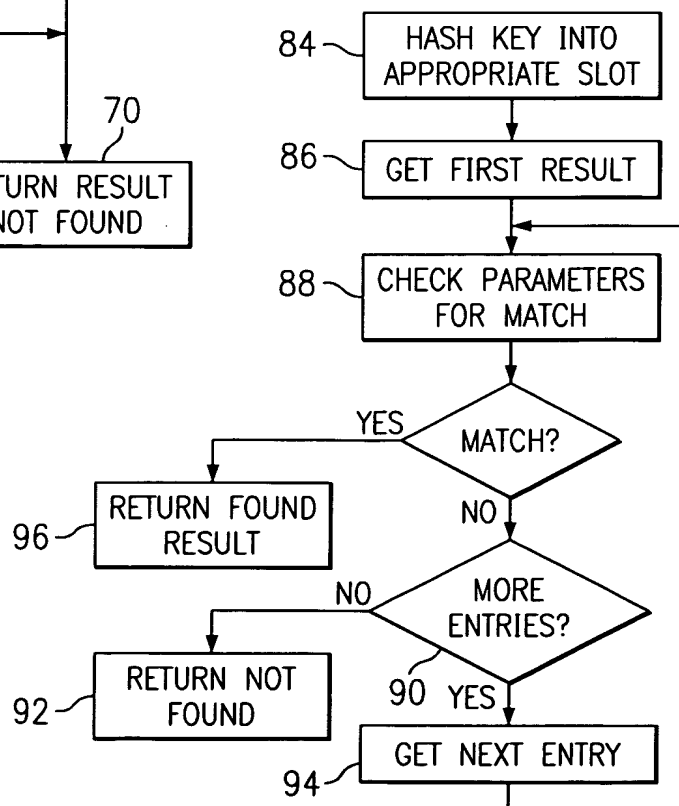 84
HASH KEY INTO
APPROPRIATE SLOT
70
RESULT
NOT FOUND
86
GET FIRST RESULT
88
CHECK PARAMETERS
FOR MATCH
YES
MATCH?
96
RETURN FOUND
RESULT
NO
NO
MORE
ENTRIES?
90
92
RETURN NOT
FOUND
YES
GET NEXT ENTRY
94